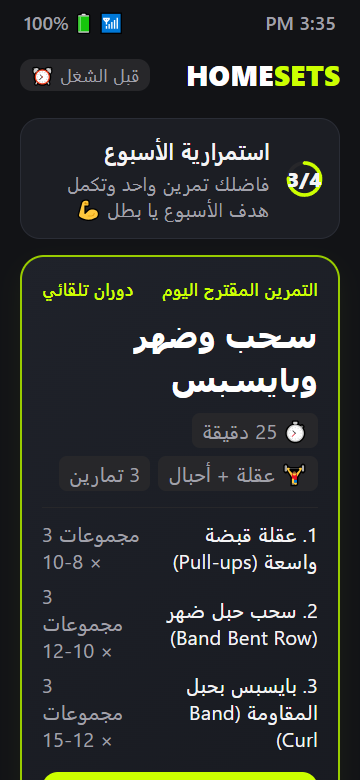 100% 🔋 📶 3:35 PM
HOMESETS
قبل الشغل ⏰
استمرارية الأسبوع
3/4
فاضلك تمرين واحد وتكمل
هدف الأسبوع يا بطل 💪
التمرين المقترح اليوم
دوران تلقائي
سحب وضهر
وبايسبس
⏱️ 25 دقيقة
🏋️ عقلة + أحبال
3 تمارين
1. عقلة قبضة
واسعة (Pull-ups)
3 مجموعات
× 8-10
2. سحب حبل ضهر
(Band Bent Row)
3
مجموعات
× 10-12
3. بايسبس بحبل
المقاومة (Band
Curl)
3
مجموعات
× 12-15